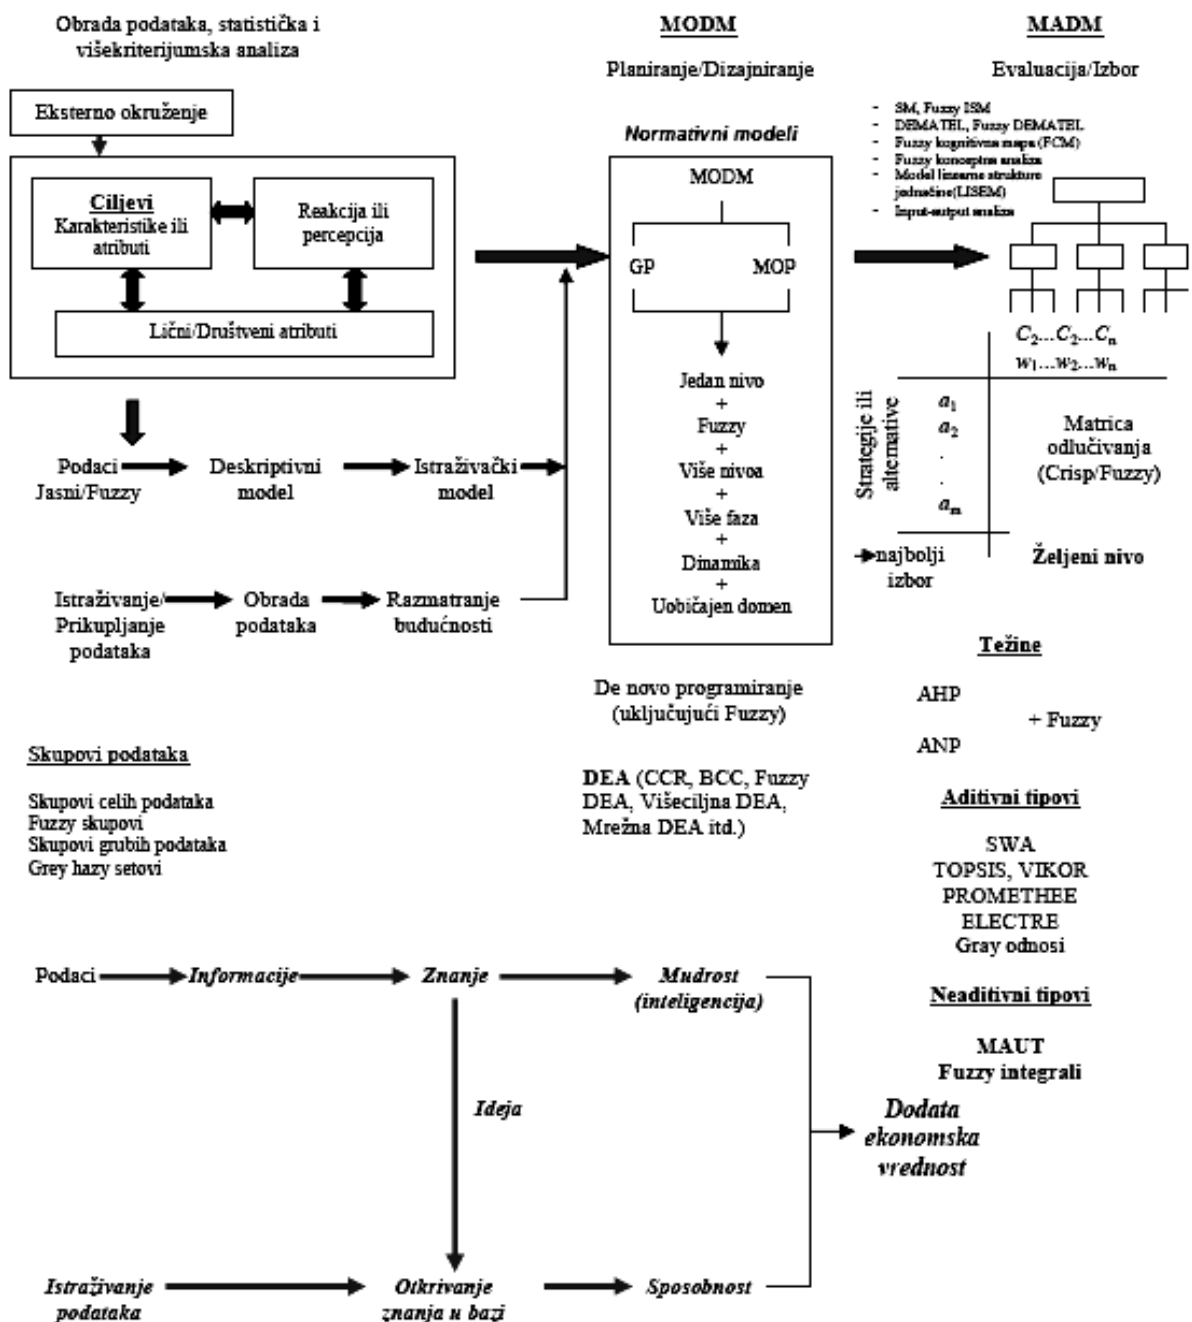 Obrada podataka, statistička i
višekriterijumska analiza
Eksterno okruženje
Ciljevi
Karakteristike ili
atributi
Reakcija ili
percepcija
Lični/Društveni atributi
Podaci
Jasni/Fuzzy
Deskriptivni
model
Istraživački
model
Istraživanje/
Prikupljanje
podataka
Obrada
podataka
Razmatranje
budućnosti
Skupovi podataka
Skupovi celih podataka
Fuzzy skupovi
Skupovi grubih podataka
Grey hazy setovi
MODM
Planiranje/Dizajniranje
Normativni modeli
MODM
GP
MOP
Jedan nivo
+
Fuzzy
+
Više nivoa
+
Više faza
+
Dinamika
+
Uobičajen domen
De novo programiranje
(uključujući Fuzzy)
DEA (CCR, BCC, Fuzzy
DEA, Višeciljna DEA,
Mrežna DEA itd.)
MADM
Evaluacija/Izbor
- SM, Fuzzy ISM
- DEMATEL, Fuzzy DEMATEL
- Fuzzy kognitivna mapa (FCM)
- Fuzzy konceptna analiza
- Model linearne strukture
jednačine(LISEM)
- Input-output analiza
C2...C2...Cn
w1...w2...wn
Strategije ili
alternative
a1
a2
.
.
am
Matrica
odlučivanja
(Crisp/Fuzzy)
najbolji
izbor
Željeni nivo
Težine
AHP
+ Fuzzy
ANP
Aditivni tipovi
SWA
TOPSIS, VIKOR
PROMETHEE
ELECTRE
Gray odnosi
Neaditivni tipovi
MAUT
Fuzzy integrali
Podaci
Informacije
Znanje
Mudrost
(inteligencija)
Ideja
Dodata
ekonomska
vrednost
Istraživanje
podataka
Otkrivanje
znanja u bazi
Sposobnost